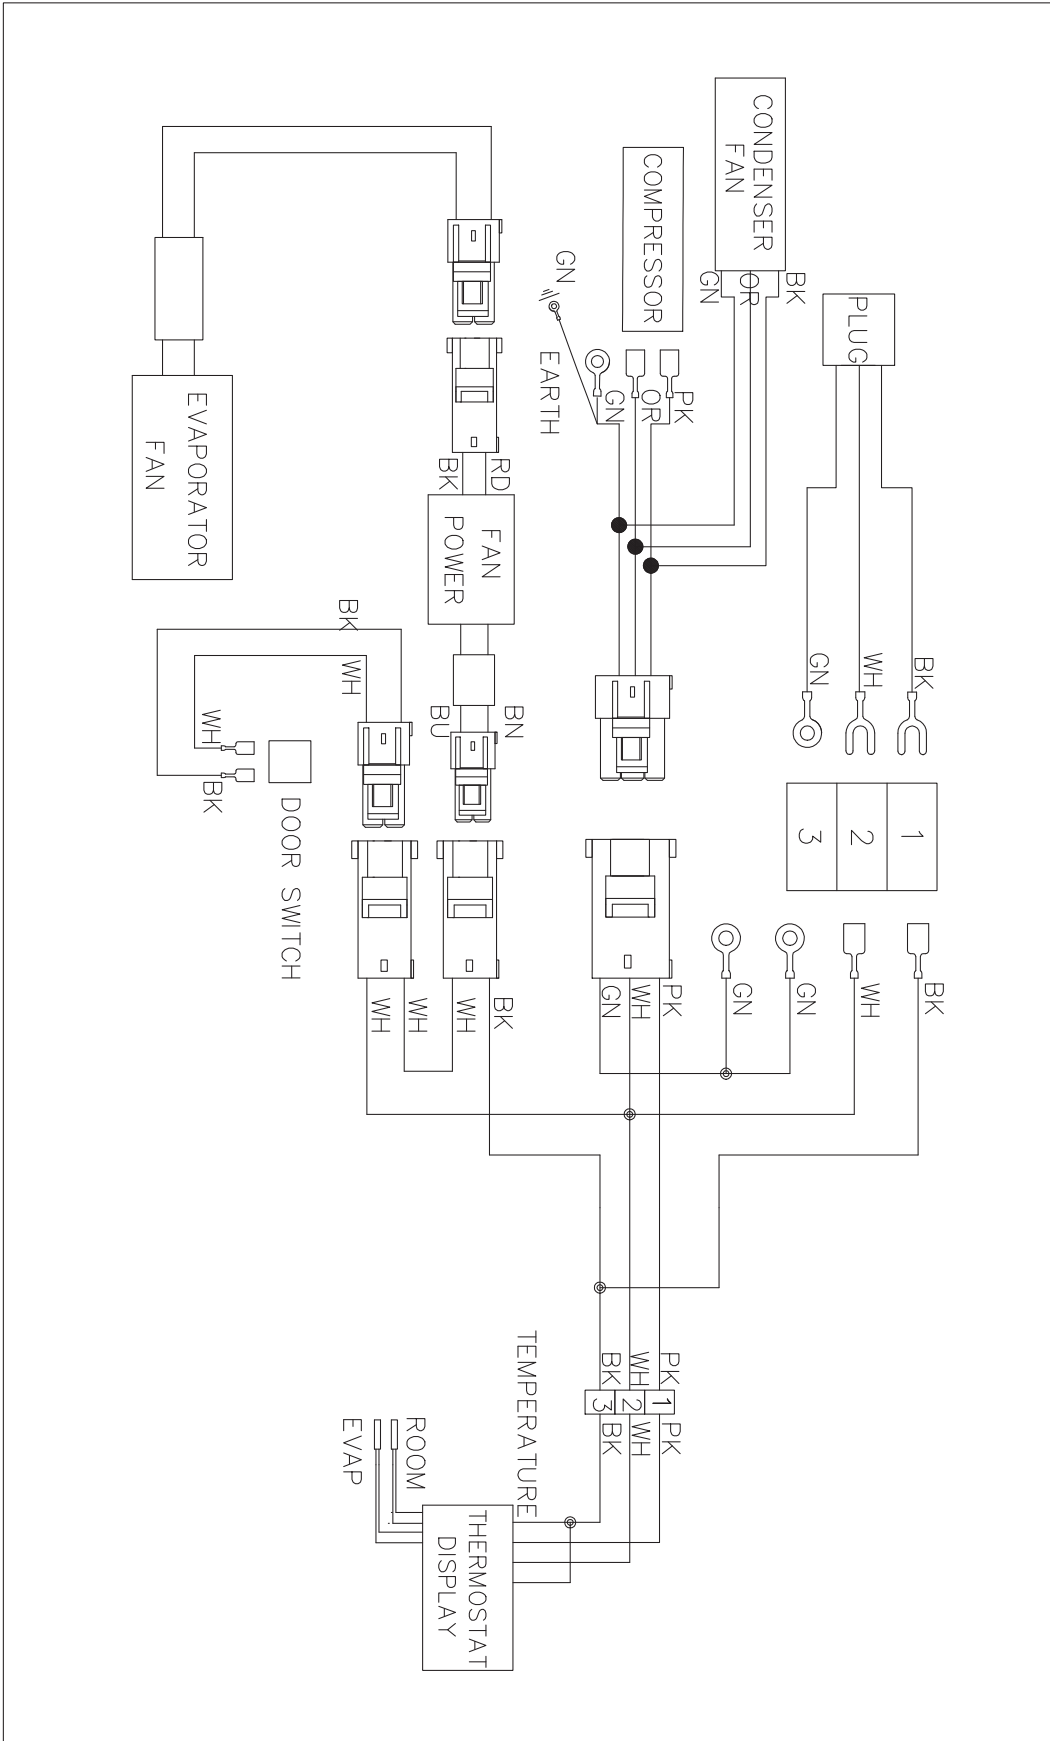 CONDENSER
FAN
BK
OR
GN
COMPRESSOR
PK
OR
GN
GN
EARTH
PLUG
BK
WH
GN
1
2
3
BK
WH
GN
GN
EVAPORATOR
FAN
RD
BK
FAN
POWER
BN
BU
BK
WH
WH
BK
DOOR SWITCH
PK
WH
GN
BK
WH
WH
WH
PK
WH
BK
1
2
3
PK
WH
BK
TEMPERATURE
ROOM
EVAP
THERMOSTAT
DISPLAY